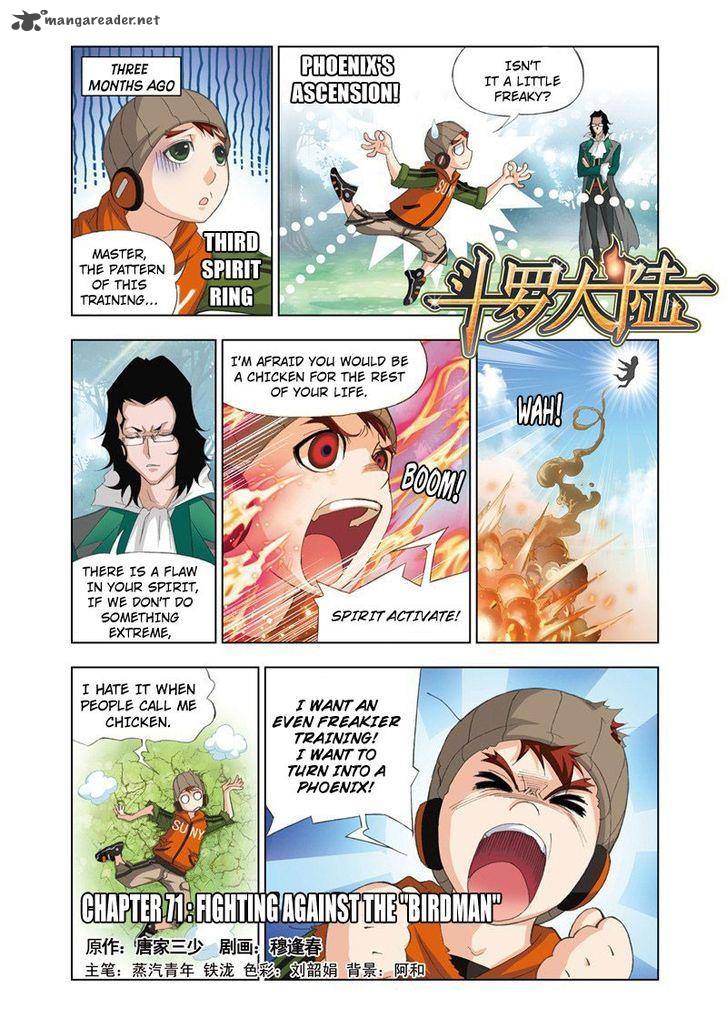 mangareader.net
THREE
MONTHS AGO
MASTER,
THE PATTERN
OF THIS
TRAINING...
THIRD
SPIRIT
RING
PHOENIX'S
ASCENSION!
ISN'T
IT A LITTLE
FREAKY?
斗罗大陆
THERE IS A FLAW
IN YOUR SPIRIT,
IF WE DON'T DO
SOMETHING
EXTREME,
I'M AFRAID YOU WOULD BE
A CHICKEN FOR THE REST
OF YOUR LIFE.
BOOM!
SPIRIT ACTIVATE!
WAH!
I HATE IT WHEN
PEOPLE CALL ME
CHICKEN.
SUNY
I WANT AN
EVEN FREAKIER
TRAINING!
I WANT TO
TURN INTO A
PHOENIX!
CHAPTER 71 : FIGHTING AGAINST THE "BIRDMAN"
原作：唐家三少 剧画：穆逢春
主笔：蒸汽青年 铁泷 色彩：刘韶娟 背景：阿和